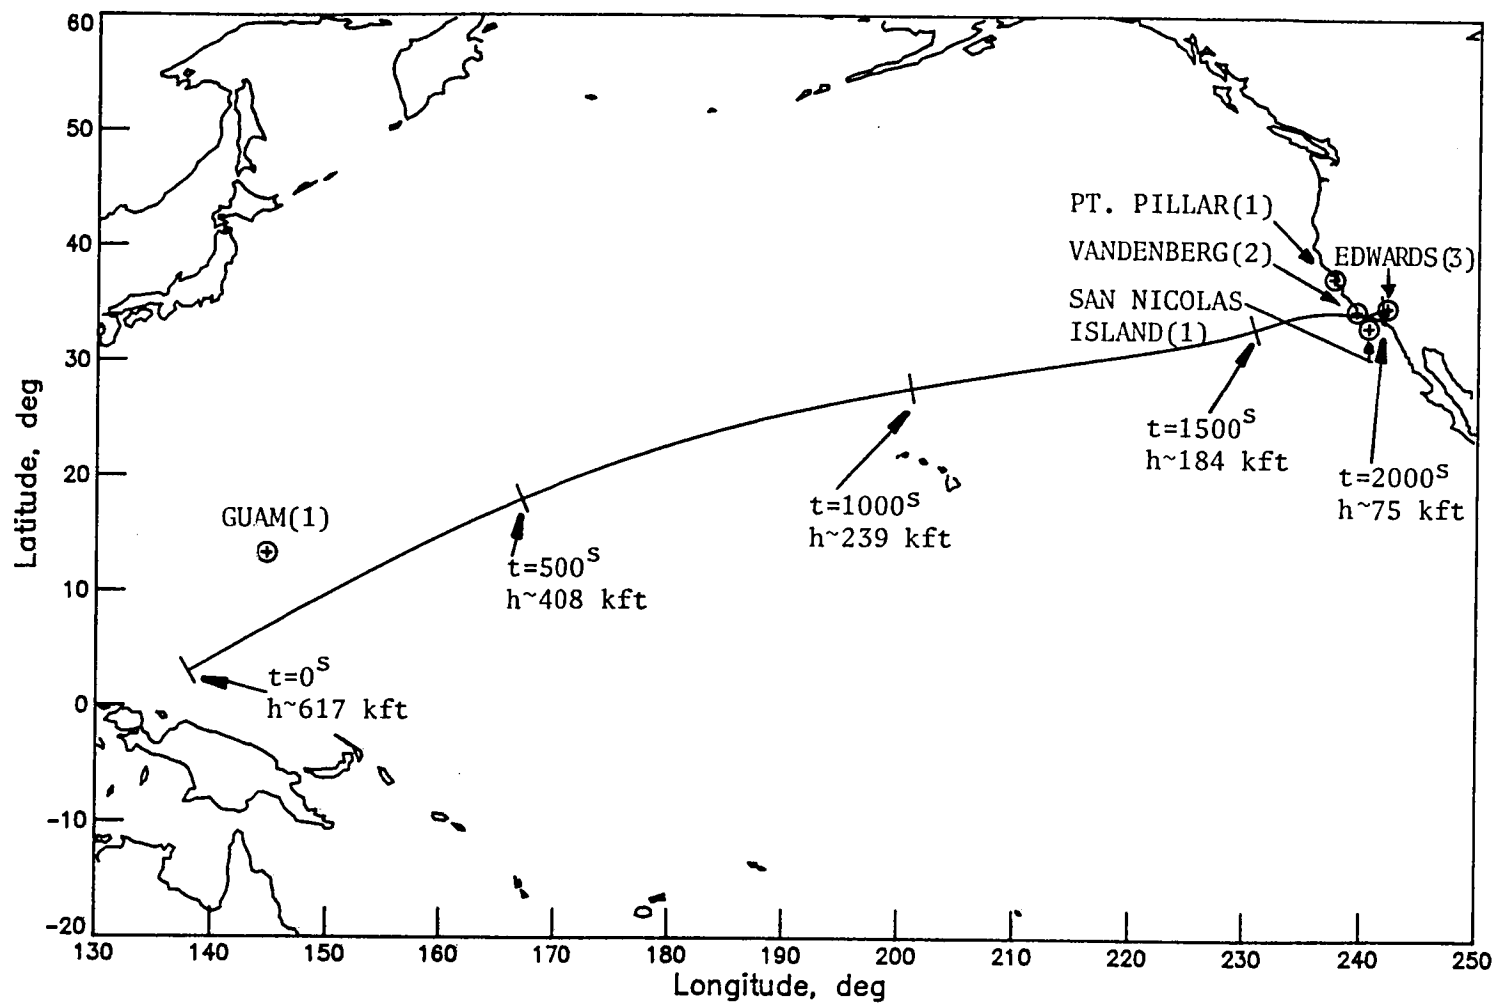 60
50
40
30
20
10
0
-10
-20
Latitude, deg
130 140 150 160 170 180 190 200 210 220 230 240 250
Longitude, deg
PT. PILLAR(1)
VANDENBERG(2)
EDWARDS(3)
SAN NICOLAS
ISLAND(1)
GUAM(1)
t=0ˢ
h~617 kft
t=500ˢ
h~408 kft
t=1000ˢ
h~239 kft
t=1500ˢ
h~184 kft
t=2000ˢ
h~75 kft